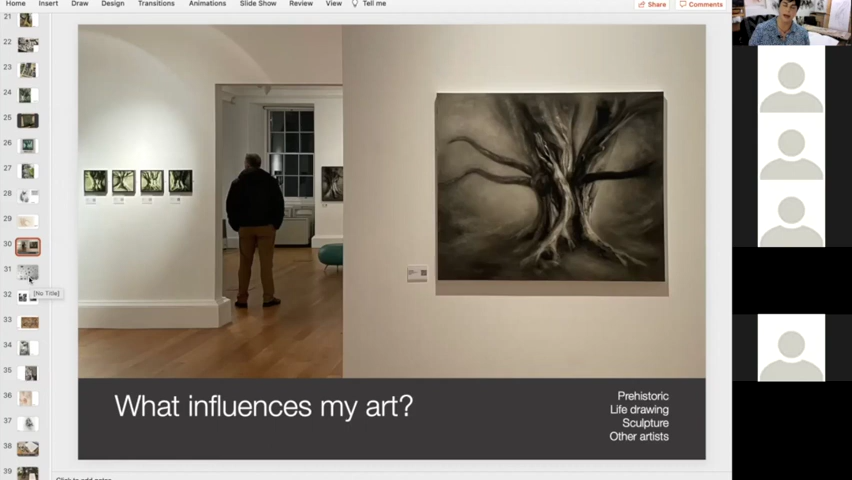 Home Insert Draw Design Transitions Animations Slide Show Review View Tell me
Share Comments
21
22
23
24
25
26
27
28
29
30
31
[No Title]
32
33
34
35
36
37
38
39
What influences my art?
Prehistoric
Life drawing
Sculpture
Other artists
Click to add notes